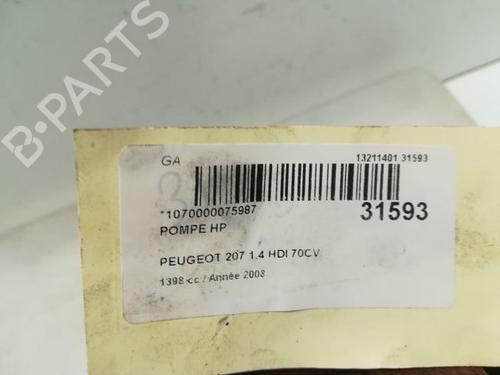 B-PARTS
GA
13211401 31593
*1070000075987
31593
POMPE HP
PEUGEOT 207 1.4 HDI 70CV
1398 cc / Année 2008